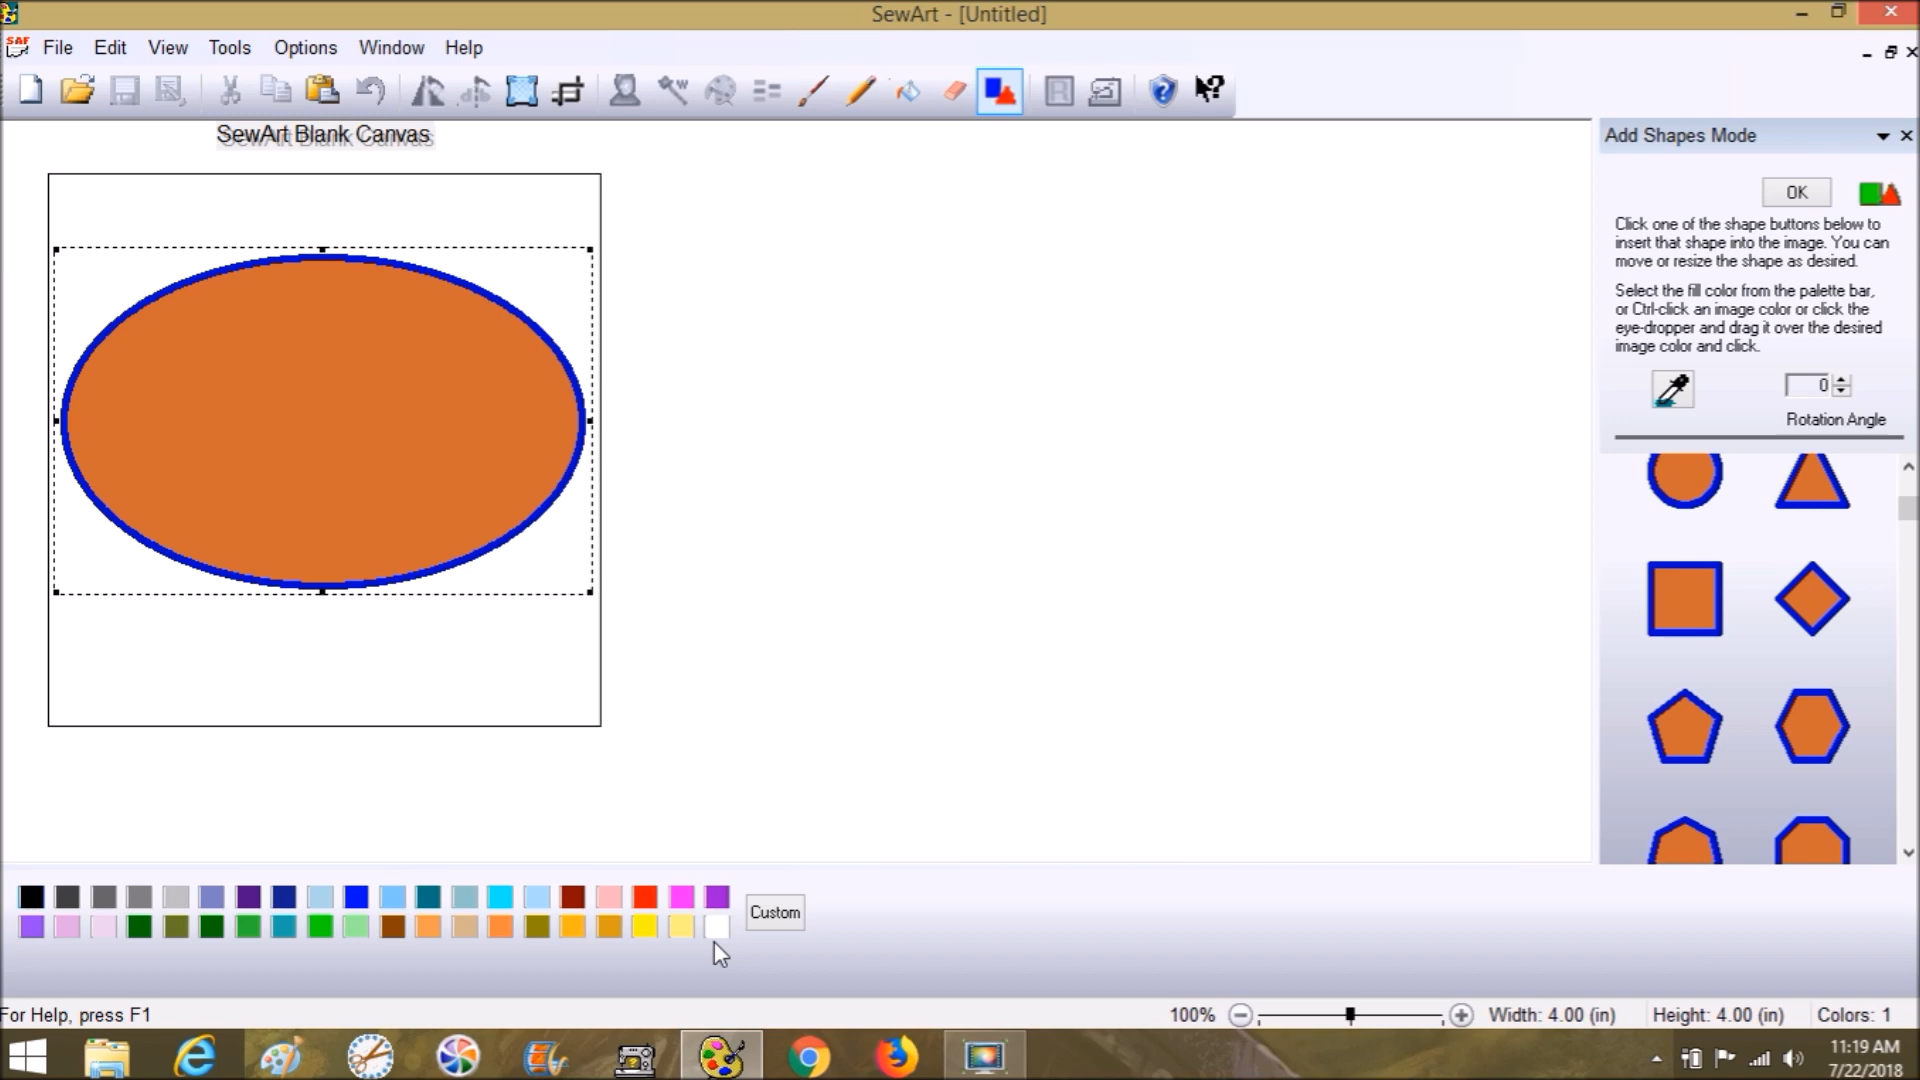 SewArt - [Untitled]
SAF
File Edit View Tools Options Window Help
SewArt Blank Canvas
Add Shapes Mode
OK
Click one of the shape buttons below to
insert that shape into the image. You can
move or resize the shape as desired.
Select the fill color from the palette bar,
or Ctrl-click an image color or click the
eye-dropper and drag it over the desired
image color and click.
0
Rotation Angle
Custom
For Help, press F1
100%
Width: 4.00 (in)
Height: 4.00 (in)
Colors: 1
11:19 AM
7/22/2018